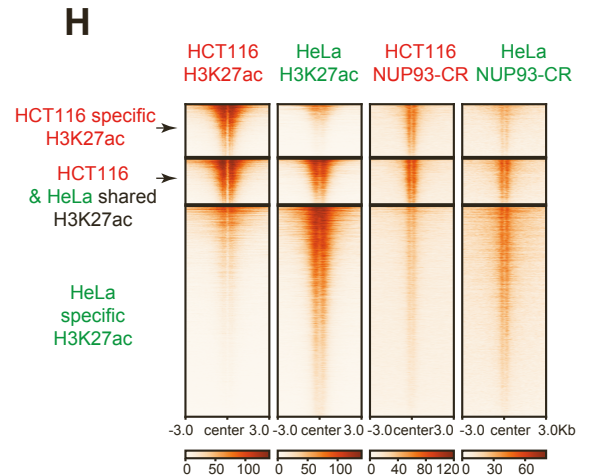 H
HCT116
H3K27ac
HeLa
H3K27ac
HCT116
NUP93-CR
HeLa
NUP93-CR
HCT116 specific
H3K27ac
HCT116
& HeLa shared
H3K27ac
HeLa
specific
H3K27ac
-3.0 center 3.0
-3.0 center 3.0
-3.0center3.0
-3.0 center 3.0Kb
0 50 100
0 50 100
0 40 80 120
0 30 60